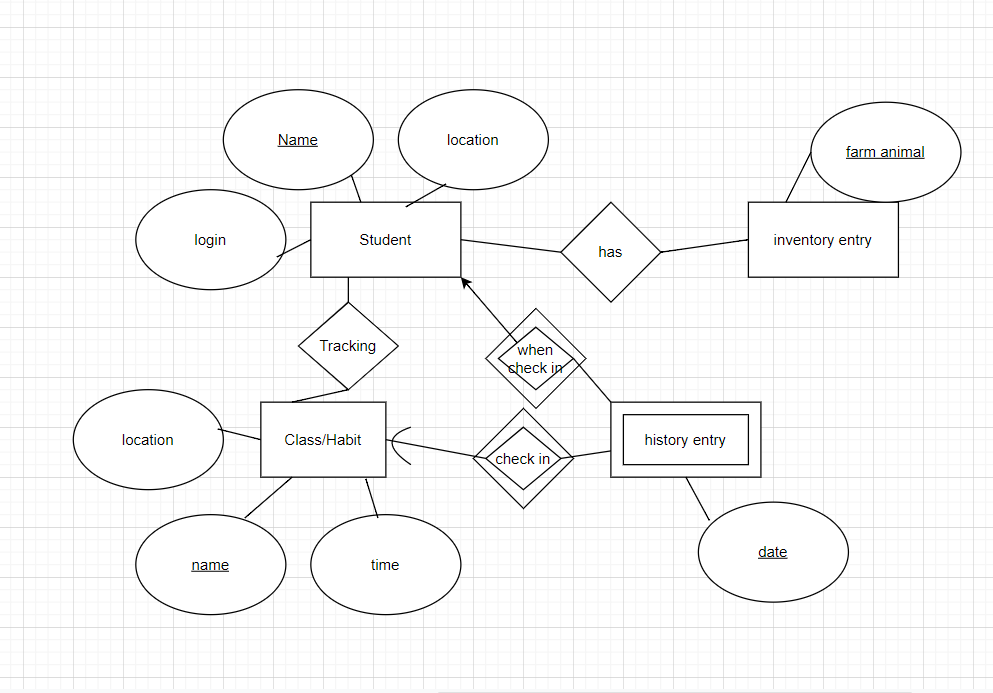 Name
location
farm animal
login
Student
has
inventory entry
Tracking
when
check in
location
Class/Habit
check in
history entry
name
time
date